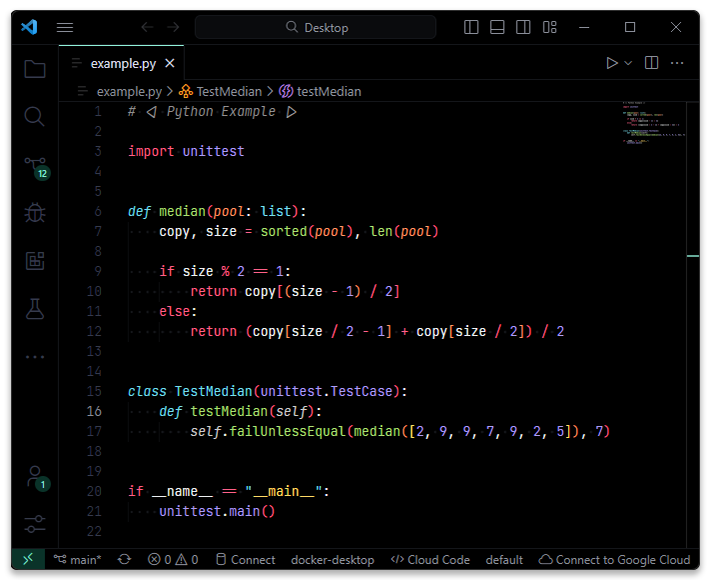 Desktop
example.py
example.py > TestMedian > testMedian
1 # ◁ Python Example ▷
2
3 import unittest
4
5
6 def median(pool: list):
7     copy, size = sorted(pool), len(pool)
8
9     if size % 2 == 1:
10         return copy[(size - 1) / 2]
11     else:
12         return (copy[size / 2 - 1] + copy[size / 2]) / 2
13
14
15 class TestMedian(unittest.TestCase):
16     def testMedian(self):
17         self.failUnlessEqual(median([2, 9, 9, 7, 9, 2, 5]), 7)
18
19
20 if __name__ == "__main__":
21     unittest.main()
22
12
1
main* 0 0 Connect docker-desktop </> Cloud Code default Connect to Google Cloud